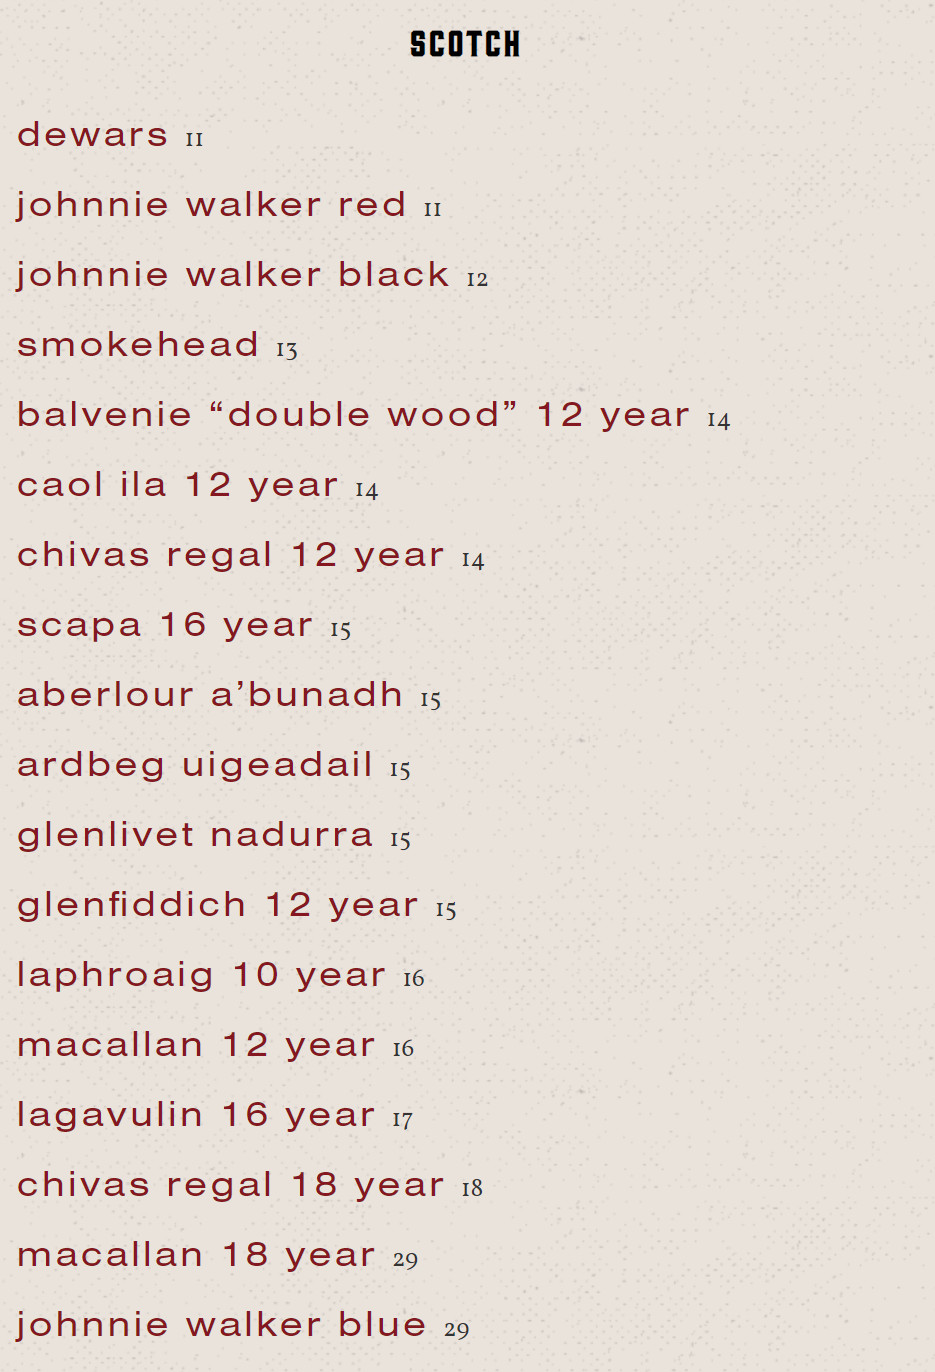 SCOTCH
dewars 11
johnnie walker red 11
johnnie walker black 12
smokehead 13
balvenie “double wood” 12 year 14
caol ila 12 year 14
chivas regal 12 year 14
scapa 16 year 15
aberlour a’bunadh 15
ardbeg uigeadail 15
glenlivet nadurra 15
glenfiddich 12 year 15
laphroaig 10 year 16
macallan 12 year 16
lagavulin 16 year 17
chivas regal 18 year 18
macallan 18 year 29
johnnie walker blue 29